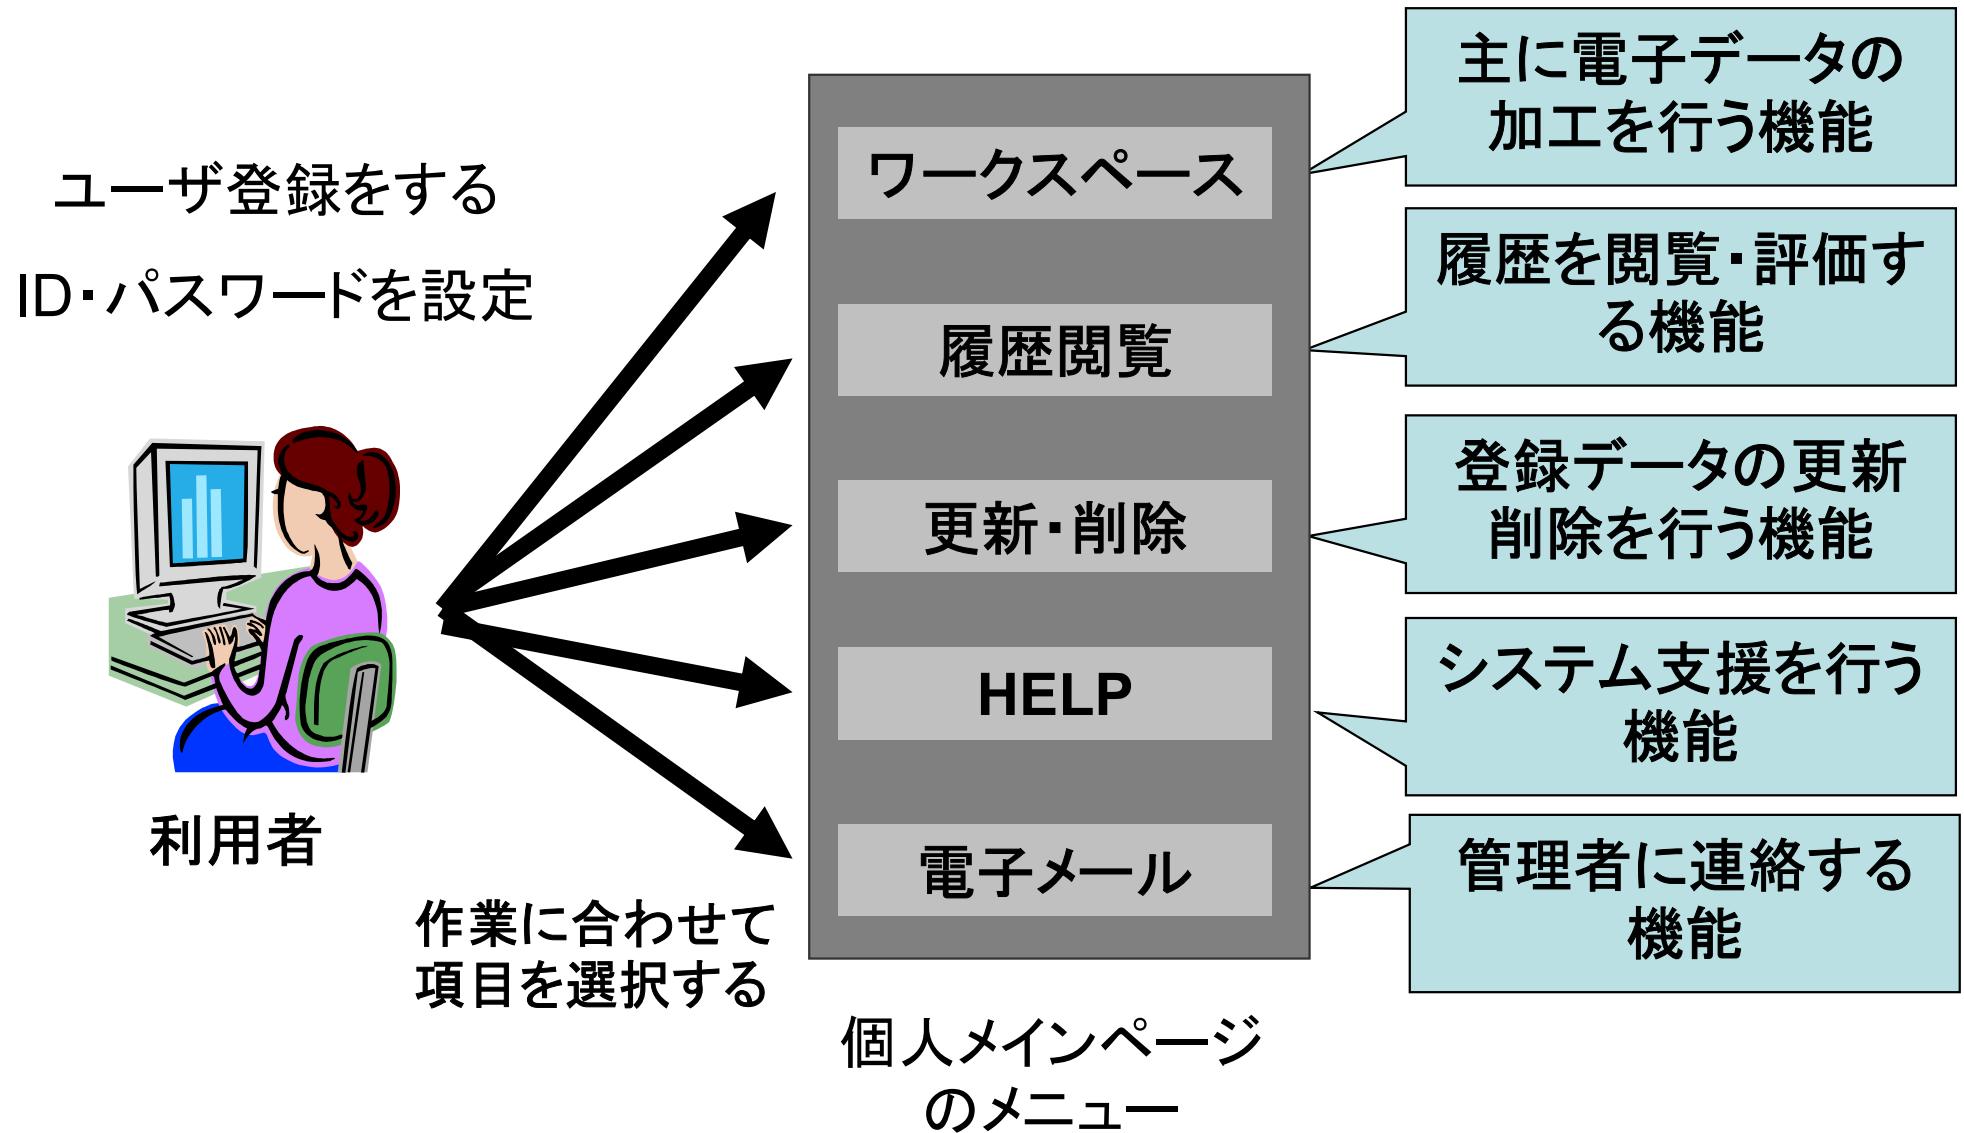 ユーザ登録をする
ID・パスワードを設定
利用者
作業に合わせて
項目を選択する
ワークスペース
履歴閲覧
更新・削除
HELP
電子メール
個人メインページ
のメニュー
主に電子データの
加工を行う機能
履歴を閲覧・評価す
る機能
登録データの更新
削除を行う機能
システム支援を行う
機能
管理者に連絡する
機能